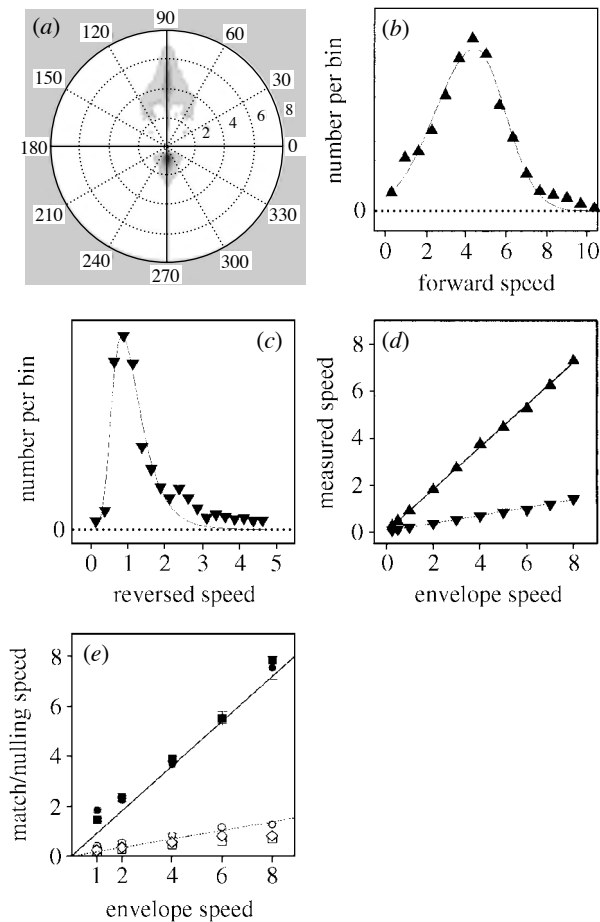 (a)
90
120
60
150
30
8
6
4
2
180
0
210
330
240
300
270
(b)
number per bin
0
0 2 4 6 8 10
forward speed
(c)
number per bin
0
0 1 2 3 4 5
reversed speed
(d)
measured speed
8
6
4
2
0
0 2 4 6 8
envelope speed
(e)
match/nulling speed
8
4
2
0
1 2 4 6 8
envelope speed